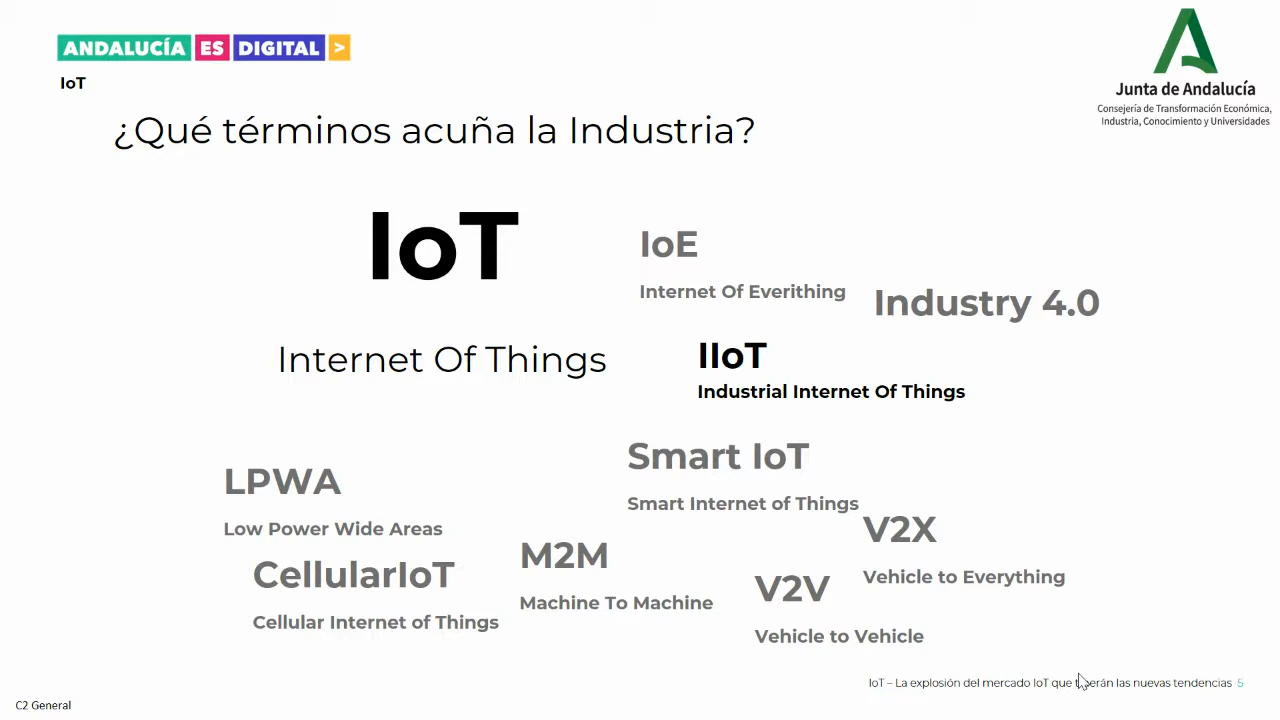 ANDALUCÍA ES DIGITAL >
IoT
Junta de Andalucía
Consejería de Transformación Económica,
Industria, Conocimiento y Universidades
¿Qué términos acuña la Industria?
IoT
Internet Of Things
IoE
Internet Of Everithing
Industry 4.0
IIoT
Industrial Internet Of Things
Smart IoT
Smart Internet of Things
LPWA
Low Power Wide Areas
CellularIoT
Cellular Internet of Things
M2M
Machine To Machine
V2X
Vehicle to Everything
V2V
Vehicle to Vehicle
IoT – La explosión del mercado IoT que las nuevas tendencias 5
C2 General